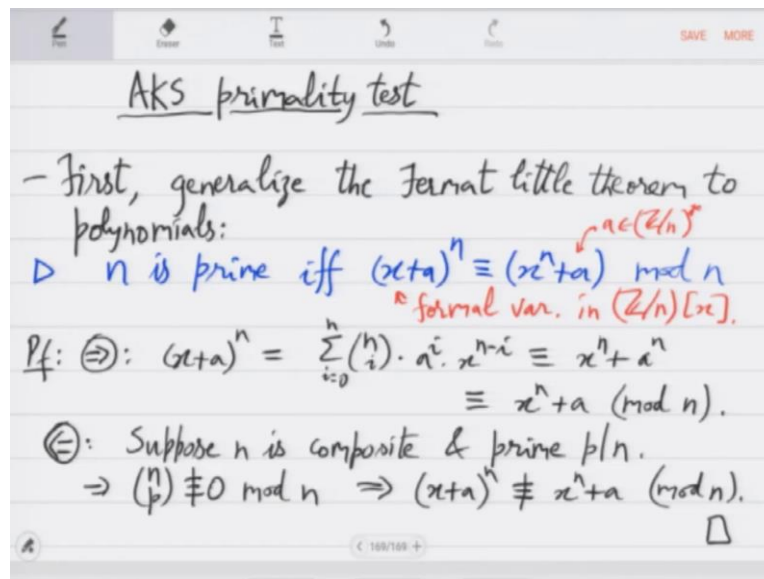 Pen Eraser Text Undo Redo SAVE MORE
AKS primality test
- First, generalize the Fermat little theorem to
polynomials:
a∈(ℤ/n)*
▷ n is prime iff (x+a)^n ≡ (x^n+a) mod n
formal var. in (ℤ/n)[x].
Pf: (⇒): (x+a)^n = ∑_{i=0}^{n} (n choose i) · a^i · x^{n-i} ≡ x^n + a^n
≡ x^n + a (mod n).
(⇐): Suppose n is composite & prime p|n.
⇒ (n choose p) ≢ 0 mod n ⇒ (x+a)^n ≢ x^n+a (mod n).
□
< 169/169 +